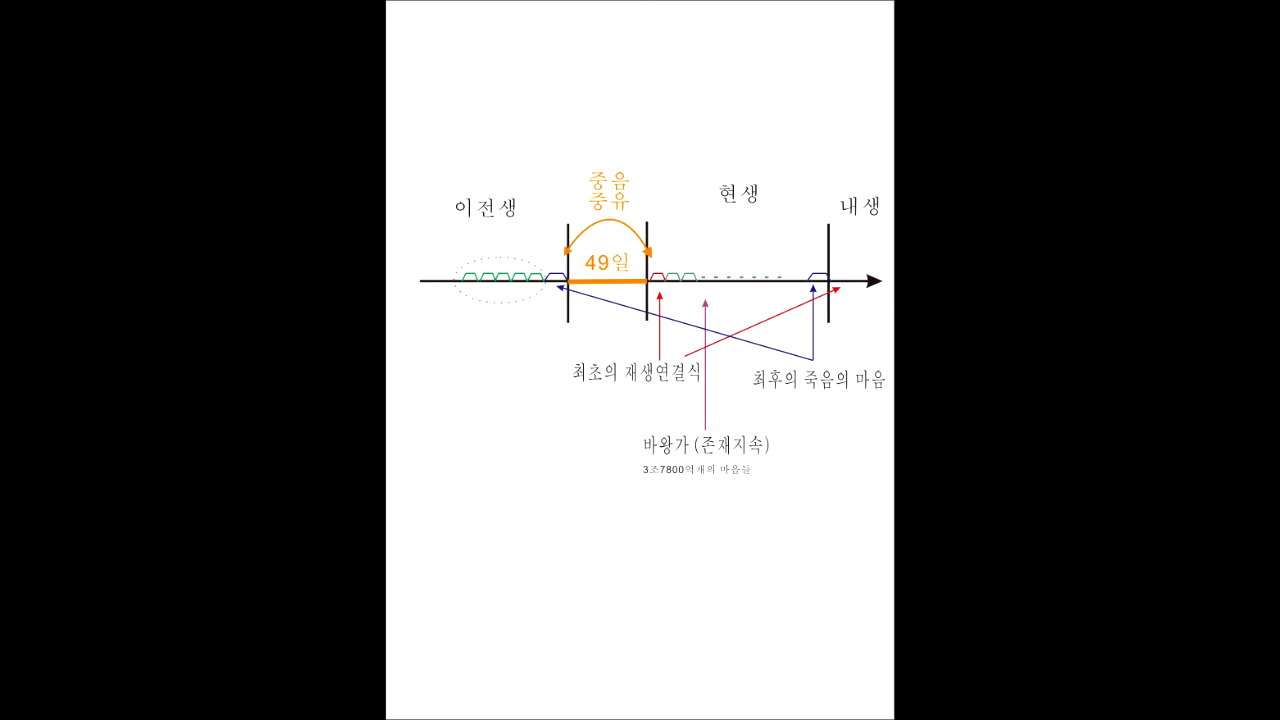 중음
중유
이전생
현생
내생
49일
최초의 재생연결식
최후의 죽음의 마음
바왕가 (존재지속)
3조7800억개의 마음들